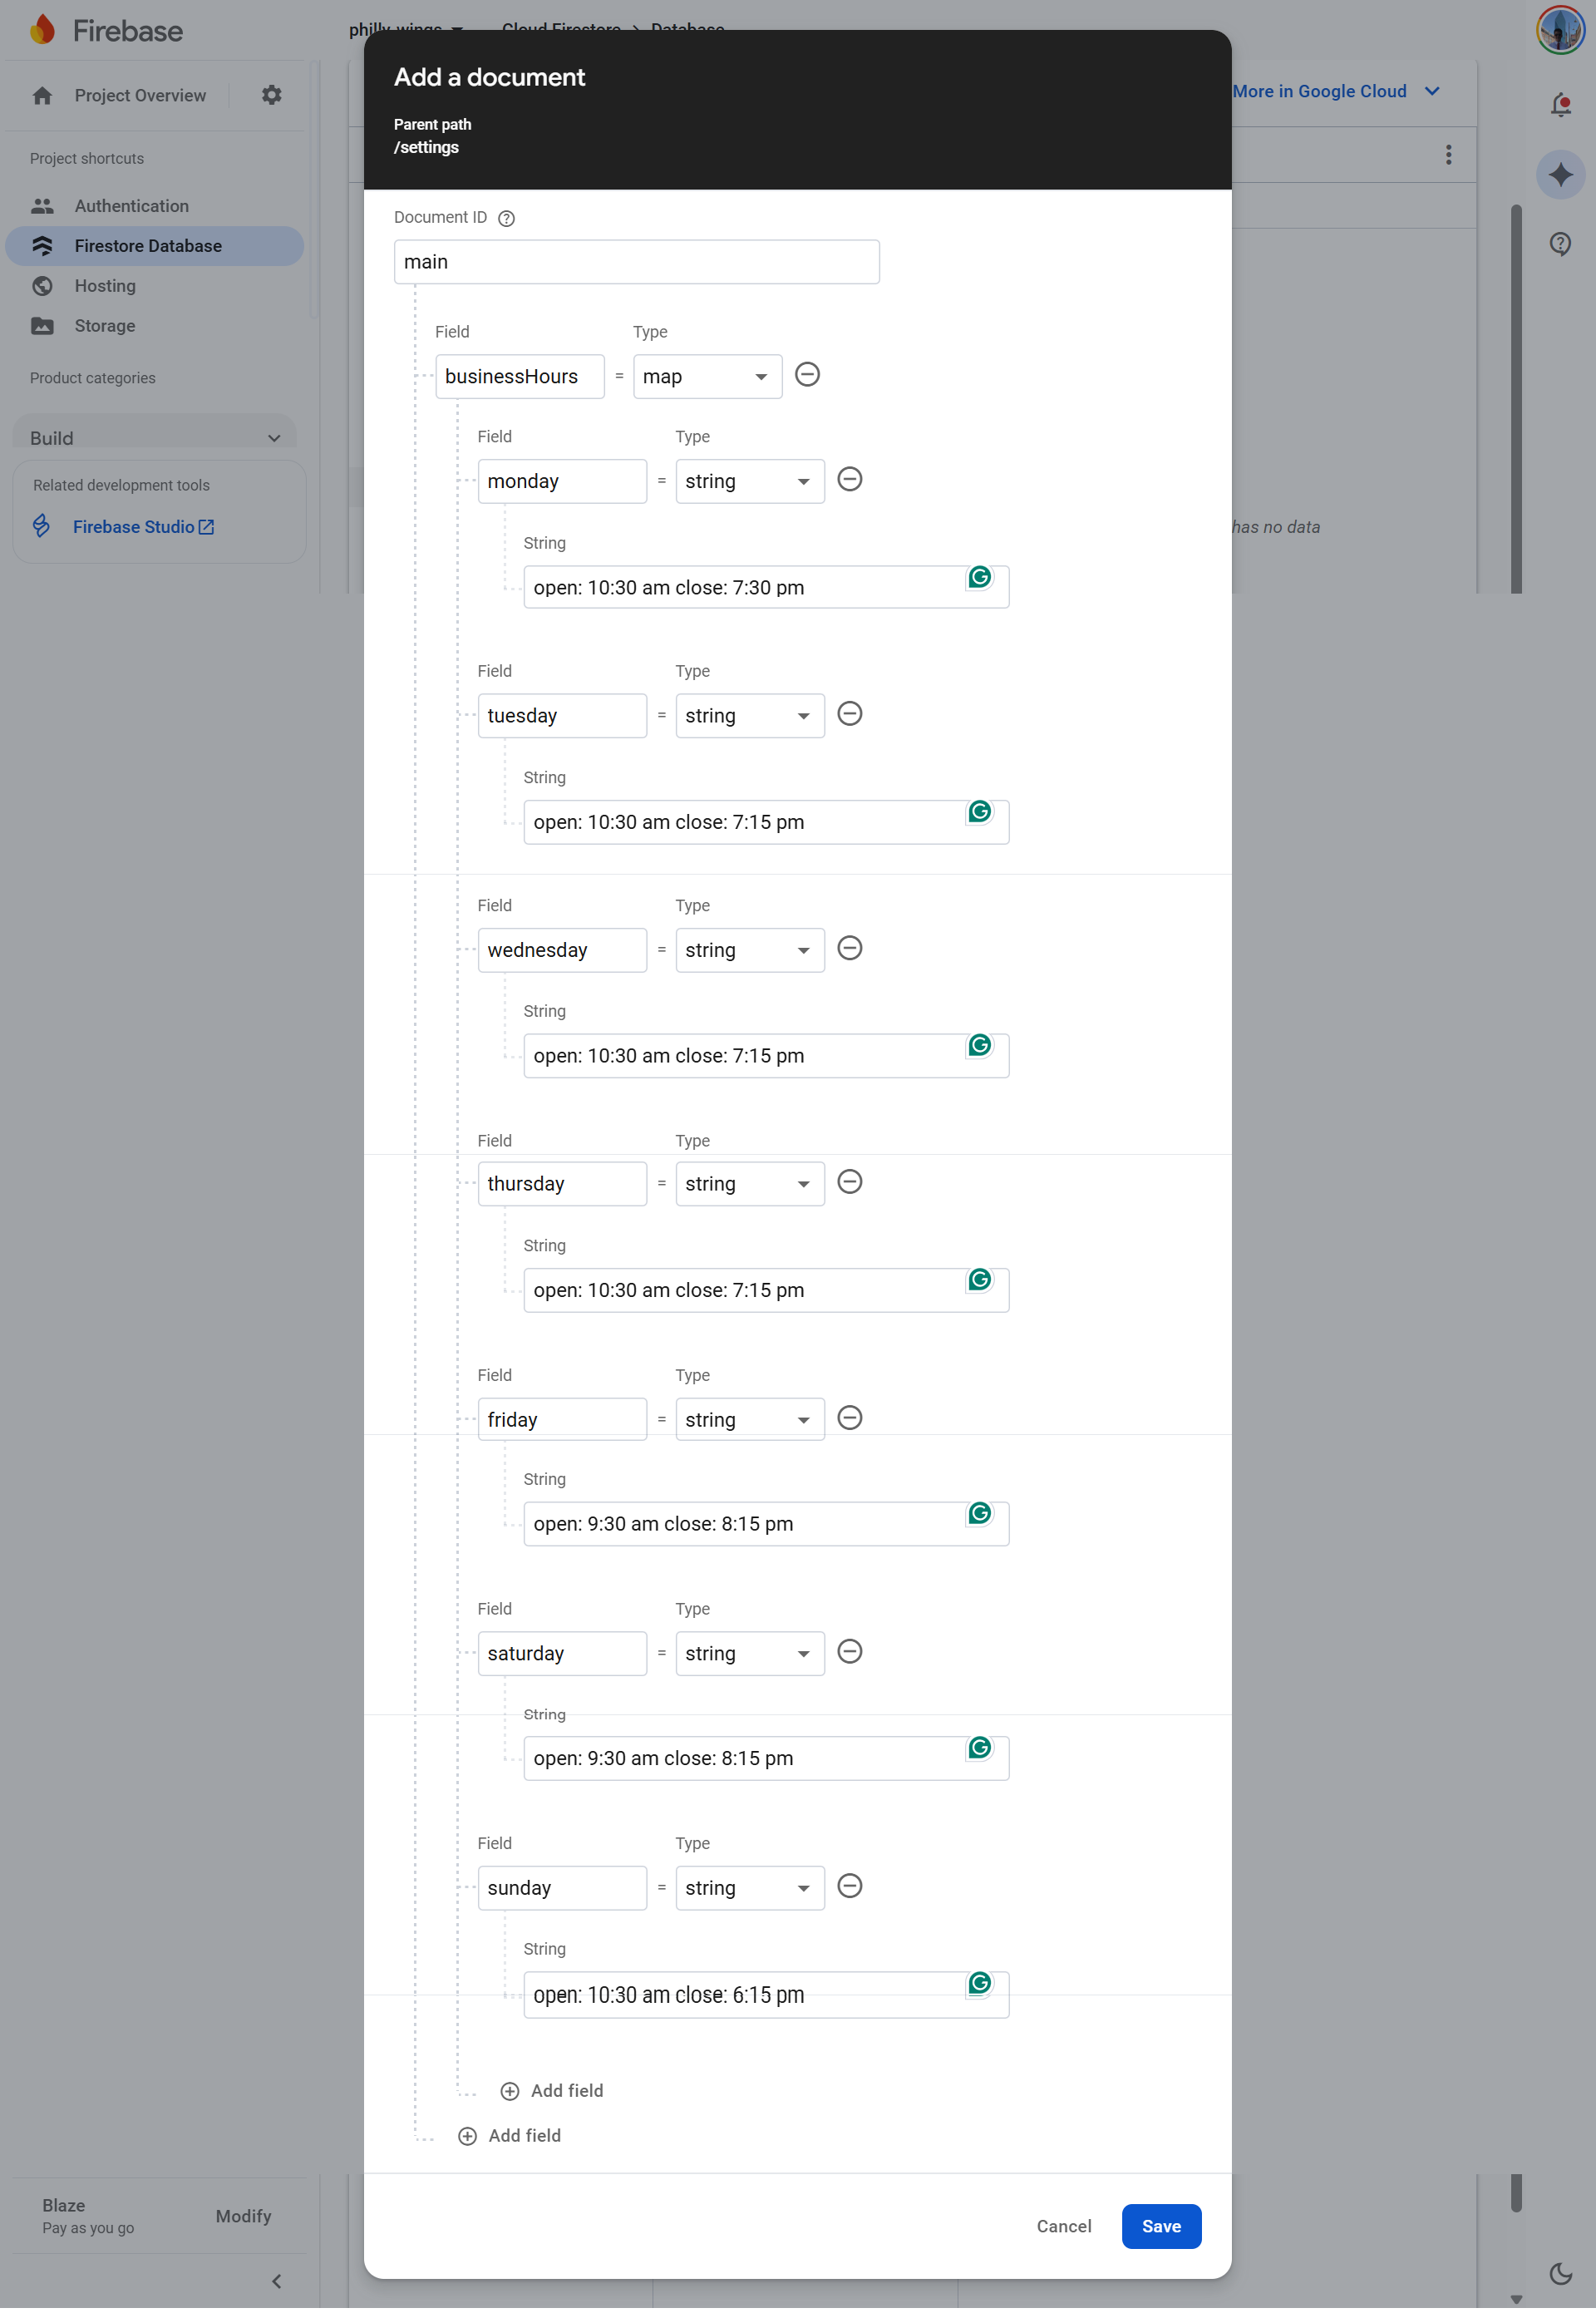 Firebase
philly-wings
Cloud Firestore > Database
Add a document
Parent path
/settings
Project Overview
More in Google Cloud
Project shortcuts
Authentication
Firestore Database
Hosting
Storage
Product categories
Build
Related development tools
Firebase Studio
has no data
Document ID
main
Field Type
businessHours = map
Field Type
monday = string
String
open: 10:30 am close: 7:30 pm
Field Type
tuesday = string
String
open: 10:30 am close: 7:15 pm
Field Type
wednesday = string
String
open: 10:30 am close: 7:15 pm
Field Type
thursday = string
String
open: 10:30 am close: 7:15 pm
Field Type
friday = string
String
open: 9:30 am close: 8:15 pm
Field Type
saturday = string
String
open: 9:30 am close: 8:15 pm
Field Type
sunday = string
String
open: 10:30 am close: 6:15 pm
Add field
Add field
Blaze
Pay as you go
Modify
Cancel
Save